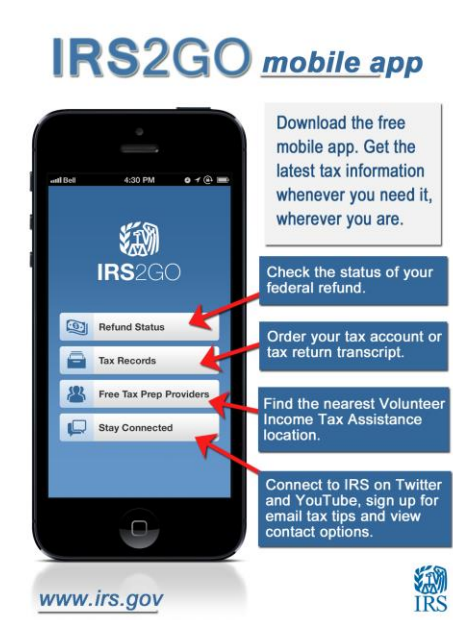 IRS2GO mobile app
Download the free
mobile app. Get the
latest tax information
whenever you need it,
wherever you are.
Bell 4:30 PM
IRS2GO
Check the status of your
federal refund.
Refund Status
Order your tax account or
tax return transcript.
Tax Records
Free Tax Prep Providers
Find the nearest Volunteer
Income Tax Assistance
location.
Stay Connected
Connect to IRS on Twitter
and YouTube, sign up for
email tax tips and view
contact options.
www.irs.gov
IRS